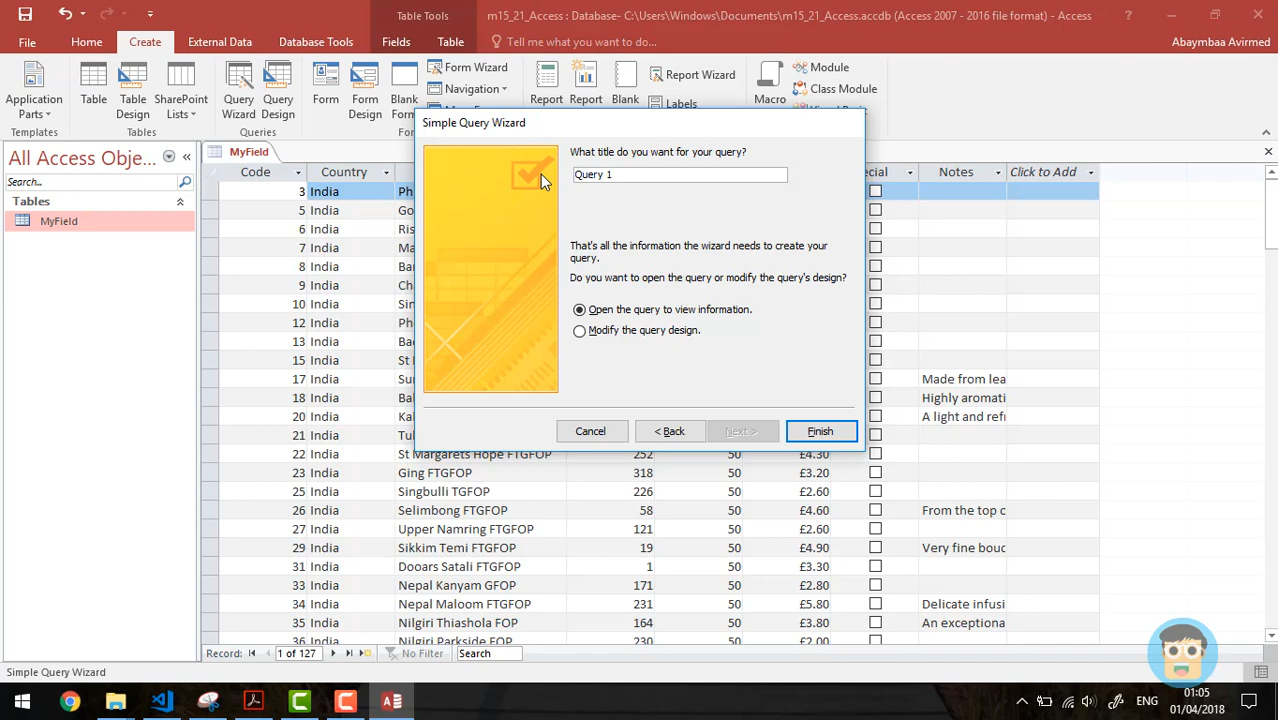 Table Tools
m15_21_Access : Database- C:\Users\Windows\Documents\m15_21_Access.accdb (Access 2007 - 2016 file format) - Access
File Home Create External Data Database Tools Fields Table Tell me what you want to do... Abaymbaa Avirmed
Application Parts Table Table Design SharePoint Lists Query Wizard Query Design Form Form Design Blank Form Wizard Navigation Report Report Blank Report Wizard Labels Macro Module Class Module
Templates Tables Queries
All Access Obje...
Search...
Tables
MyField
MyField
Code Country Notes Click to Add
3 India
5 India
6 India
7 India
8 India
9 India
10 India
12 India
13 India
15 India
17 India Made from lea
18 India Highly aromati
20 India A light and refr
21 India
22 India St Margarets Hope FTGFOP 252 50 £4.30
23 India Ging FTGFOP 318 50 £3.20
25 India Singbulli TGFOP 226 50 £2.60
26 India Selimbong FTGFOP 58 50 £4.60 From the top o
27 India Upper Namring FTGFOP 121 50 £2.60
29 India Sikkim Temi FTGFOP 19 50 £4.90 Very fine bouc
31 India Dooars Satali FTGFOP 1 50 £3.30
33 India Nepal Kanyam GFOP 171 50 £2.80
34 India Nepal Maloom FTGFOP 231 50 £5.80 Delicate infusi
35 India Nilgiri Thiashola FOP 164 50 £3.80 An exceptiona
36 India Nilgiri Parkside FOP 230 50 £2.00
Simple Query Wizard
What title do you want for your query?
Query 1
That's all the information the wizard needs to create your
query.
Do you want to open the query or modify the query's design?
Open the query to view information.
Modify the query design.
Cancel < Back Next > Finish
Record: 1 of 127 No Filter Search
Simple Query Wizard
ENG 01:05
01/04/2018